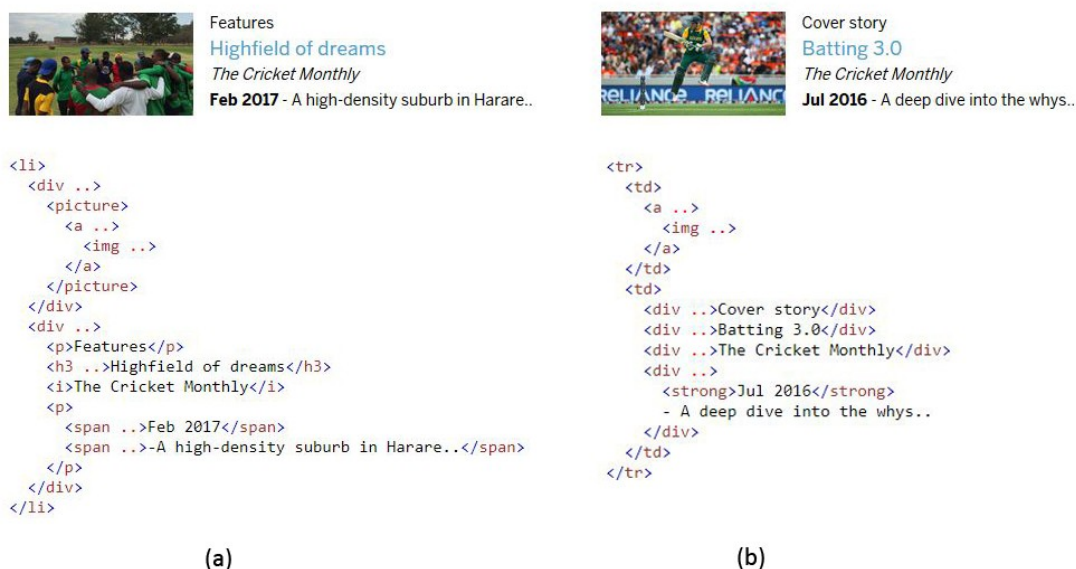 Features
Highfield of dreams
The Cricket Monthly
Feb 2017 - A high-density suburb in Harare..
<li>
  <div ..>
    <picture>
      <a ..>
        <img ..>
      </a>
    </picture>
  </div>
  <div ..>
    <p>Features</p>
    <h3 ..>Highfield of dreams</h3>
    <i>The Cricket Monthly</i>
    <p>
      <span ..>Feb 2017</span>
      <span ..>-A high-density suburb in Harare..</span>
    </p>
  </div>
</li>
(a)
RELIANCE RELIANC
Cover story
Batting 3.0
The Cricket Monthly
Jul 2016 - A deep dive into the whys..
<tr>
  <td>
    <a ..>
      <img ..>
    </a>
  </td>
  <td>
    <div ..>Cover story</div>
    <div ..>Batting 3.0</div>
    <div ..>The Cricket Monthly</div>
    <div ..>
      <strong>Jul 2016</strong>
      - A deep dive into the whys..
    </div>
  </td>
</tr>
(b)